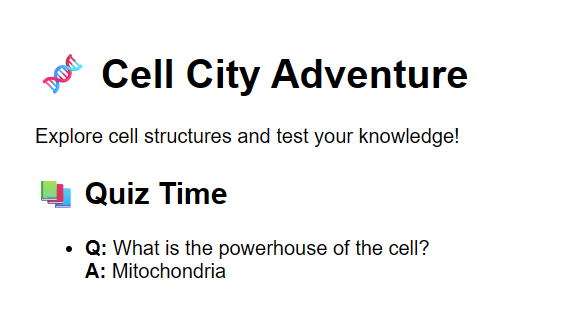 🧬 Cell City Adventure
Explore cell structures and test your knowledge!
📚 Quiz Time
• Q: What is the powerhouse of the cell?
A: Mitochondria